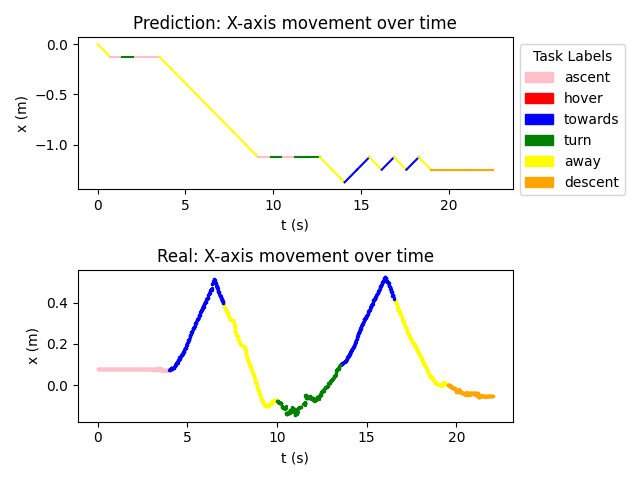 Prediction: X-axis movement over time
0.0
−0.5
−1.0
x (m)
0
5
10
15
20
t (s)
Task Labels
ascent
hover
towards
turn
away
descent
Real: X-axis movement over time
0.4
0.2
0.0
x (m)
0
5
10
15
20
t (s)